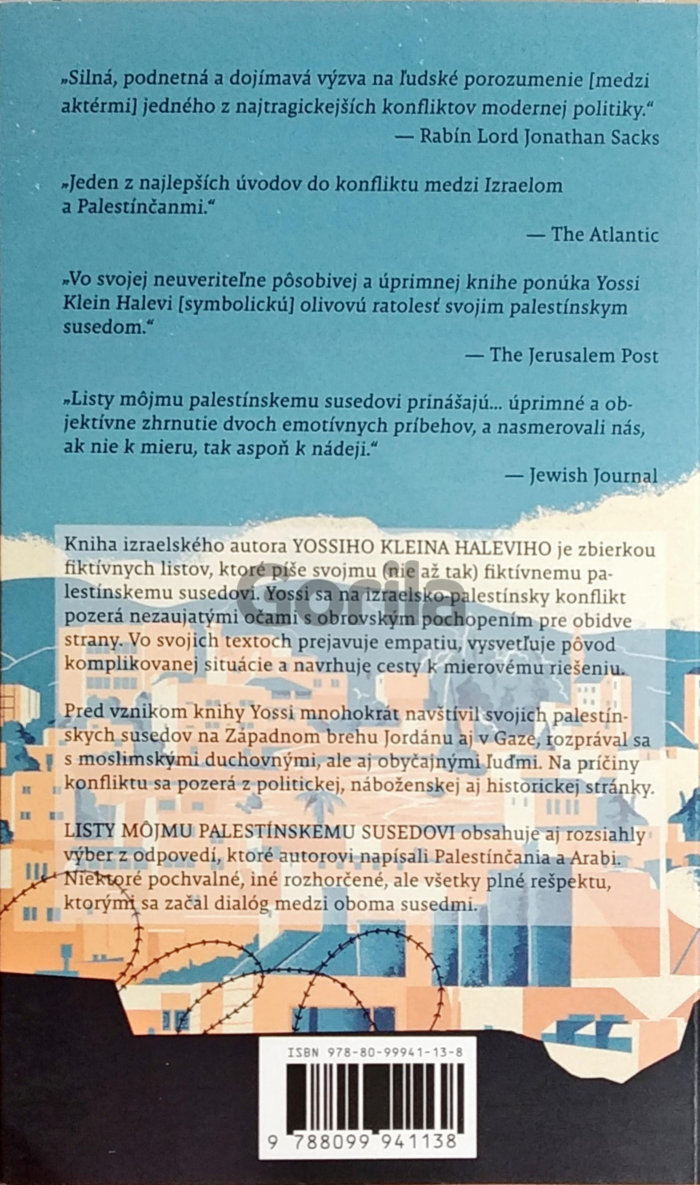 „Silná, podnetná a dojímavá výzva na ľudské porozumenie [medzi
aktérmi] jedného z najtragickejších konfliktov modernej politiky.“
— Rabín Lord Jonathan Sacks
„Jeden z najlepších úvodov do konfliktu medzi Izraelom
a Palestínčanmi.“
— The Atlantic
„Vo svojej neuveriteľne pôsobivej a úprimnej knihe ponúka Yossi
Klein Halevi [symbolickú] olivovú ratolesť svojim palestínskym
susedom.“
— The Jerusalem Post
„Listy môjmu palestínskemu susedovi prinášajú... úprimné a ob-
jektívne zhrnutie dvoch emotívnych príbehov, a nasmerovali nás,
ak nie k mieru, tak aspoň k nádeji.“
— Jewish Journal
Kniha izraelského autora YOSSIHO KLEINA HALEVIHO je zbierkou
fiktívnych listov, ktoré píše svojmu (nie až tak) fiktívnemu pa-
lestínskemu susedovi. Yossi sa na izraelsko-palestínsky konflikt
pozerá nezaujatými očami s obrovským pochopením pre obidve
strany. Vo svojich textoch prejavuje empatiu, vysvetľuje pôvod
komplikovanej situácie a navrhuje cesty k mierovému riešeniu.
Gorila
Pred vznikom knihy Yossi mnohokrát navštívil svojich palestín-
skych susedov na Západnom brehu Jordánu aj v Gaze, rozprával sa
s moslimskými duchovnými, ale aj obyčajnými ľuďmi. Na príčiny
konfliktu sa pozerá z politickej, náboženskej aj historickej stránky.
LISTY MÔJMU PALESTÍNSKEMU SUSEDOVI obsahuje aj rozsiahly
výber z odpovedí, ktoré autorovi napísali Palestínčania a Arabi.
Niektoré pochvalné, iné rozhorčené, ale všetky plné rešpektu,
ktorými sa začal dialóg medzi oboma susedmi.
ISBN 978-80-99941-13-8
9 788099 941138